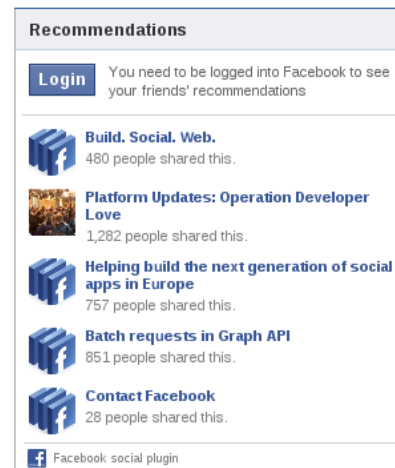 Recommendations
Login
You need to be logged into Facebook to see
your friends' recommendations
Build. Social. Web.
480 people shared this.
Platform Updates: Operation Developer
Love
1,282 people shared this.
Helping build the next generation of social
apps in Europe
757 people shared this.
Batch requests in Graph API
851 people shared this.
Contact Facebook
28 people shared this.
Facebook social plugin